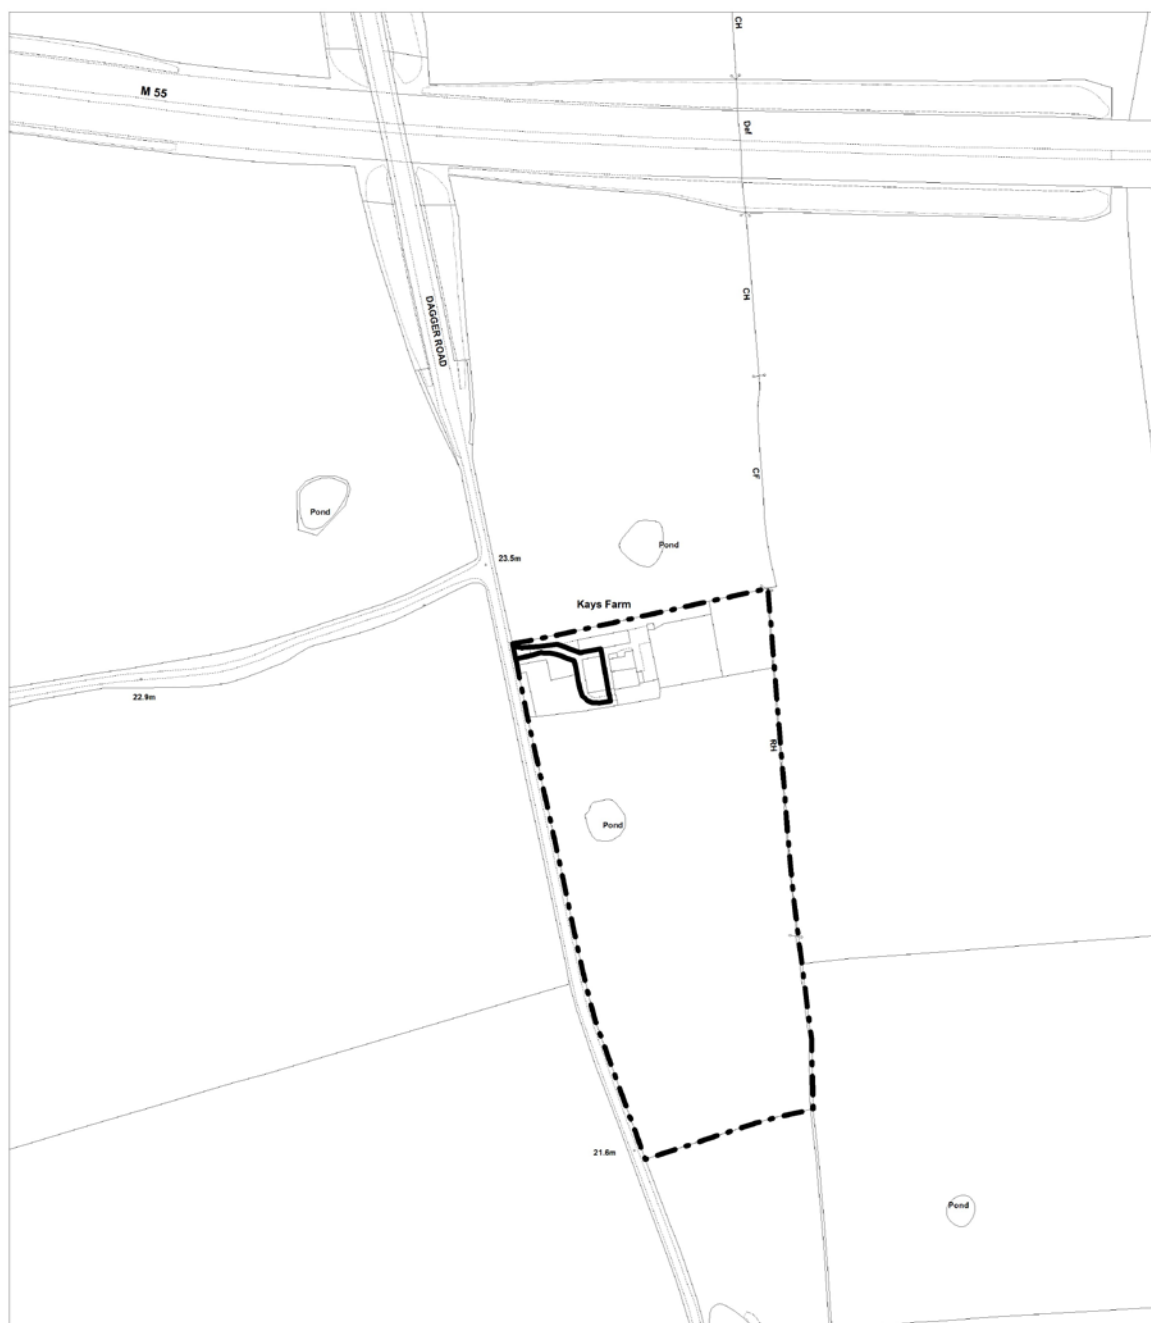 CH
M 55
Def
CH
DAGGER ROAD
CF
Pond
Pond
23.5m
Kays Farm
22.9m
RH
Pond
21.6m
Pond